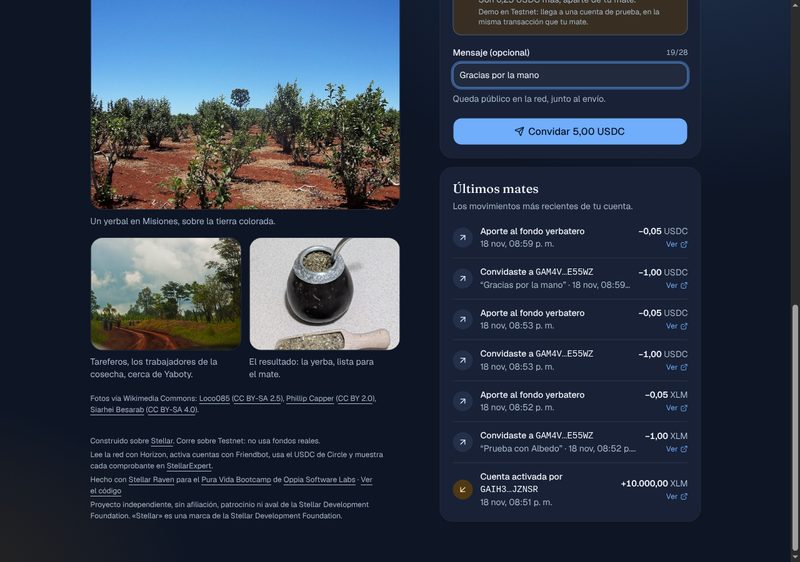 Un yerbal en Misiones, sobre la tierra colorada.
Tareferos, los trabajadores de la
cosecha, cerca de Yaboty.
El resultado: la yerba, lista para
el mate.
Fotos vía Wikimedia Commons: Loco085 (CC BY-SA 2.5), Phillip Capper (CC BY 2.0),
Siarhei Besarab (CC BY-SA 4.0).
Construido sobre Stellar. Corre sobre Testnet: no usa fondos reales.
Lee la red con Horizon, activa cuentas con Friendbot, usa el USDC de Circle y muestra
cada comprobante en StellarExpert.
Hecho con Stellar Raven para el Pura Vida Bootcamp de Oppia Software Labs · Ver
el código
Proyecto independiente, sin afiliación, patrocinio ni aval de la Stellar Development
Foundation. «Stellar» es una marca de la Stellar Development Foundation.
Son 0,25 USDC más, aparte de tu mate.
Demo en Testnet: llega a una cuenta de prueba, en la
misma transacción que tu mate.
Mensaje (opcional) 19/28
Gracias por la mano
Queda público en la red, junto al envío.
Convidar 5,00 USDC
Últimos mates
Los movimientos más recientes de tu cuenta.
Aporte al fondo yerbatero −0,05 USDC
18 nov, 08:59 p. m. Ver
Convidaste a GAM4V…E55WZ −1,00 USDC
“Gracias por la mano” · 18 nov, 08:59… Ver
Aporte al fondo yerbatero −0,05 USDC
18 nov, 08:53 p. m. Ver
Convidaste a GAM4V…E55WZ −1,00 USDC
18 nov, 08:53 p. m. Ver
Aporte al fondo yerbatero −0,05 XLM
18 nov, 08:52 p. m. Ver
Convidaste a GAM4V…E55WZ −1,00 XLM
“Prueba con Albedo” · 18 nov, 08:52 p… Ver
Cuenta activada por
GAIH3…JZNSR +10.000,00 XLM
18 nov, 08:51 p. m. Ver